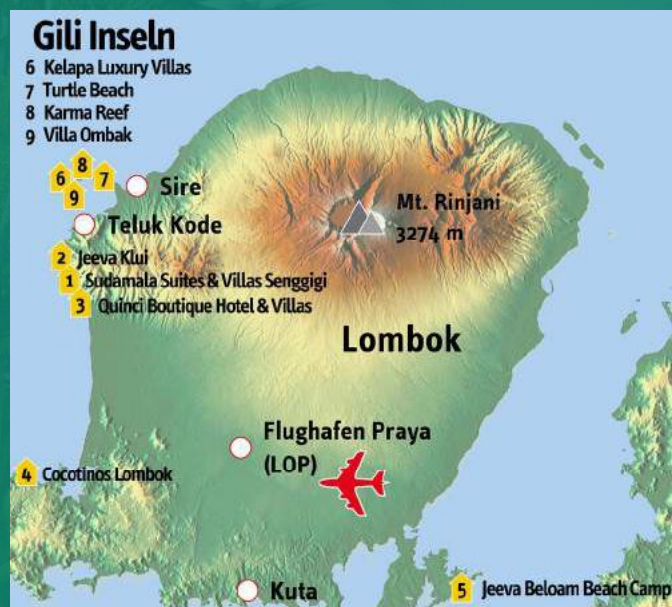 Gili Inseln
6 Kelapa Luxury Villas
7 Turtle Beach
8 Karma Reef
9 Villa Ombak
8
6
7
9
Sire
Teluk Kode
Mt. Rinjani
3274 m
2 Jeeva Klui
1 Sudamala Suites & Villas Senggigi
3 Quinci Boutique Hotel & Villas
Lombok
Flughafen Praya
(LOP)
4 Cocotinos Lombok
Kuta
5 Jeeva Beloam Beach Camp